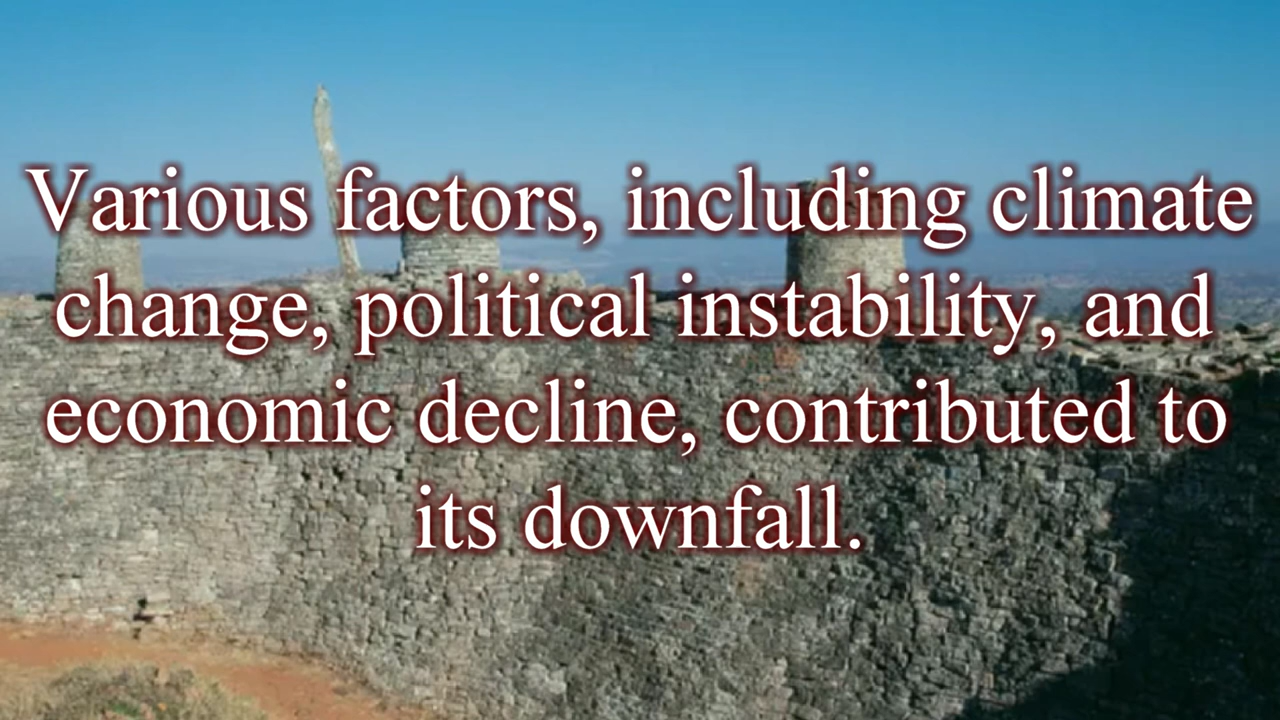 Various factors, including climate
change, political instability, and
economic decline, contributed to
its downfall.